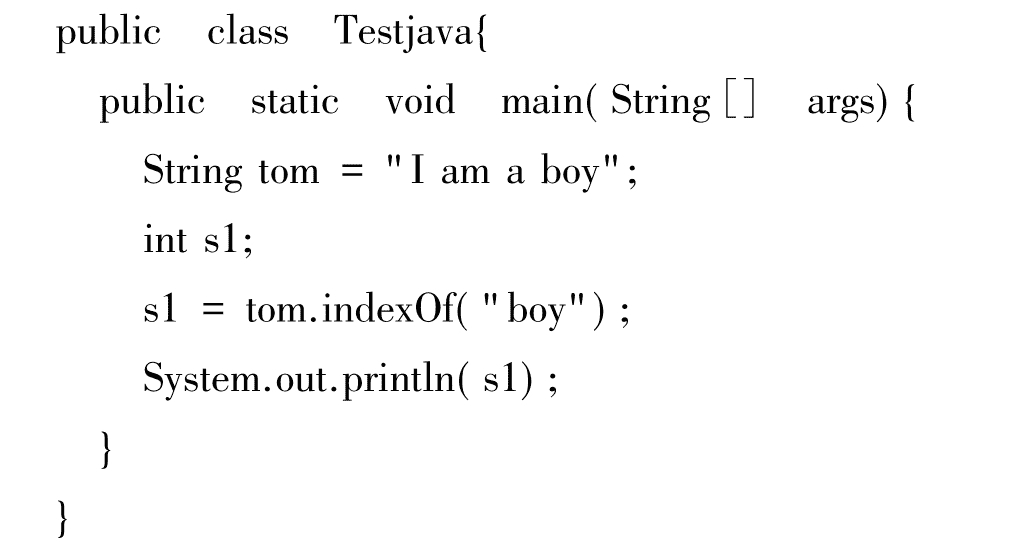 public class Testjava{
public static void main( String [] args) {
String tom = "I am a boy";
int s1;
s1 = tom.indexOf( "boy") ;
System.out.println( s1) ;
}
}